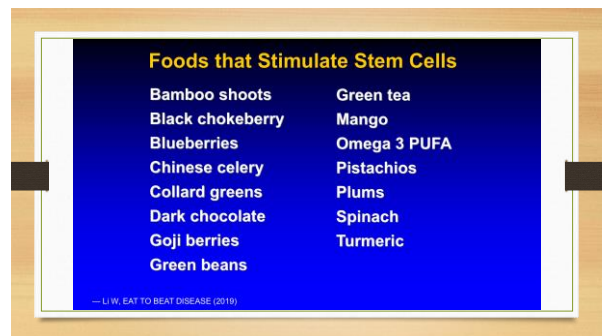 Foods that Stimulate Stem Cells
Bamboo shoots
Black chokeberry
Blueberries
Chinese celery
Collard greens
Dark chocolate
Goji berries
Green beans
Green tea
Mango
Omega 3 PUFA
Pistachios
Plums
Spinach
Turmeric
— Li W, EAT TO BEAT DISEASE (2019)